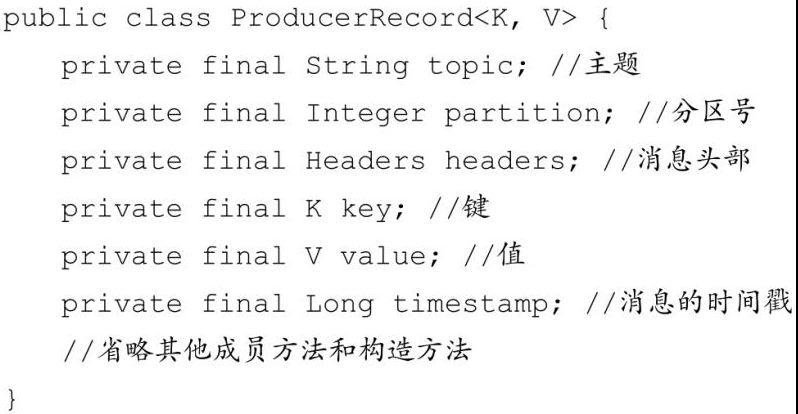 public class ProducerRecord<K, V> {
    private final String topic; //主题
    private final Integer partition; //分区号
    private final Headers headers; //消息头部
    private final K key; //键
    private final V value; //值
    private final Long timestamp; //消息的时间戳
    //省略其他成员方法和构造方法
}